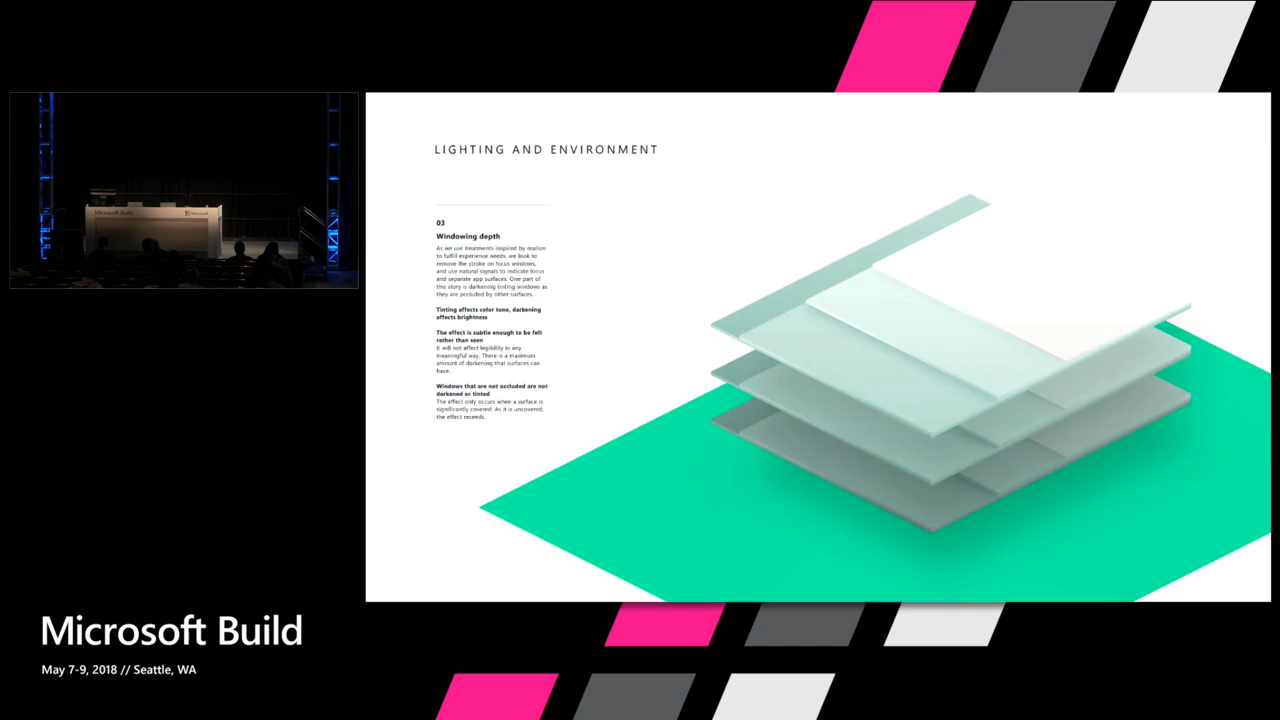 LIGHTING AND ENVIRONMENT
03
Windowing depth
As we use treatments inspired by realism
to fulfill experience needs, we look to
remove the stroke on focus windows,
and use natural signals to indicate focus
and separate app surfaces. One part of
this story is darkening tinting windows as
they are occluded by other surfaces.
Tinting affects color tone, darkening
affects brightness
The effect is subtle enough to be felt
rather than seen
It will not affect legibility in any
meaningful way. There is a maximum
amount of darkening that surfaces can
have.
Windows that are not occluded are not
darkened or tinted
The effect only occurs when a surface is
significantly covered. As it is uncovered,
the effect receeds.
Microsoft Build
Microsoft
Microsoft Build
May 7-9, 2018 // Seattle, WA